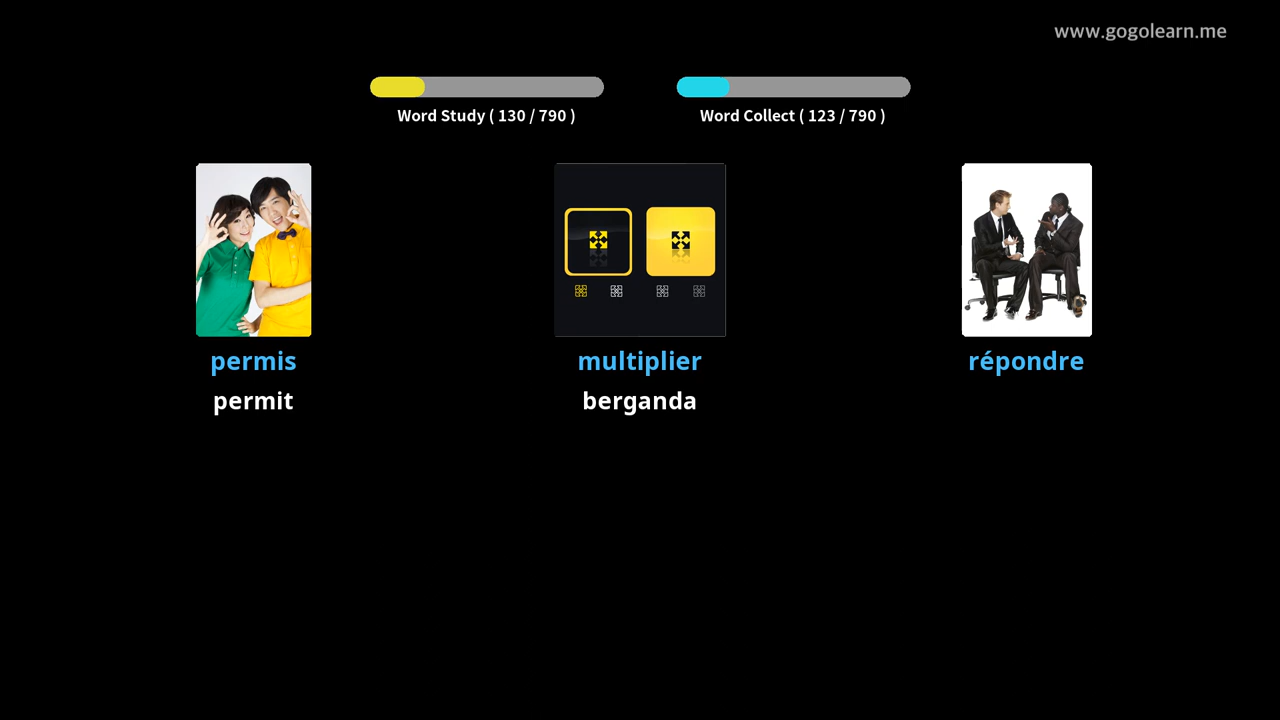 www.gogolearn.me
Word Study ( 130 / 790 )
Word Collect ( 123 / 790 )
permis
multiplier
répondre
permit
berganda